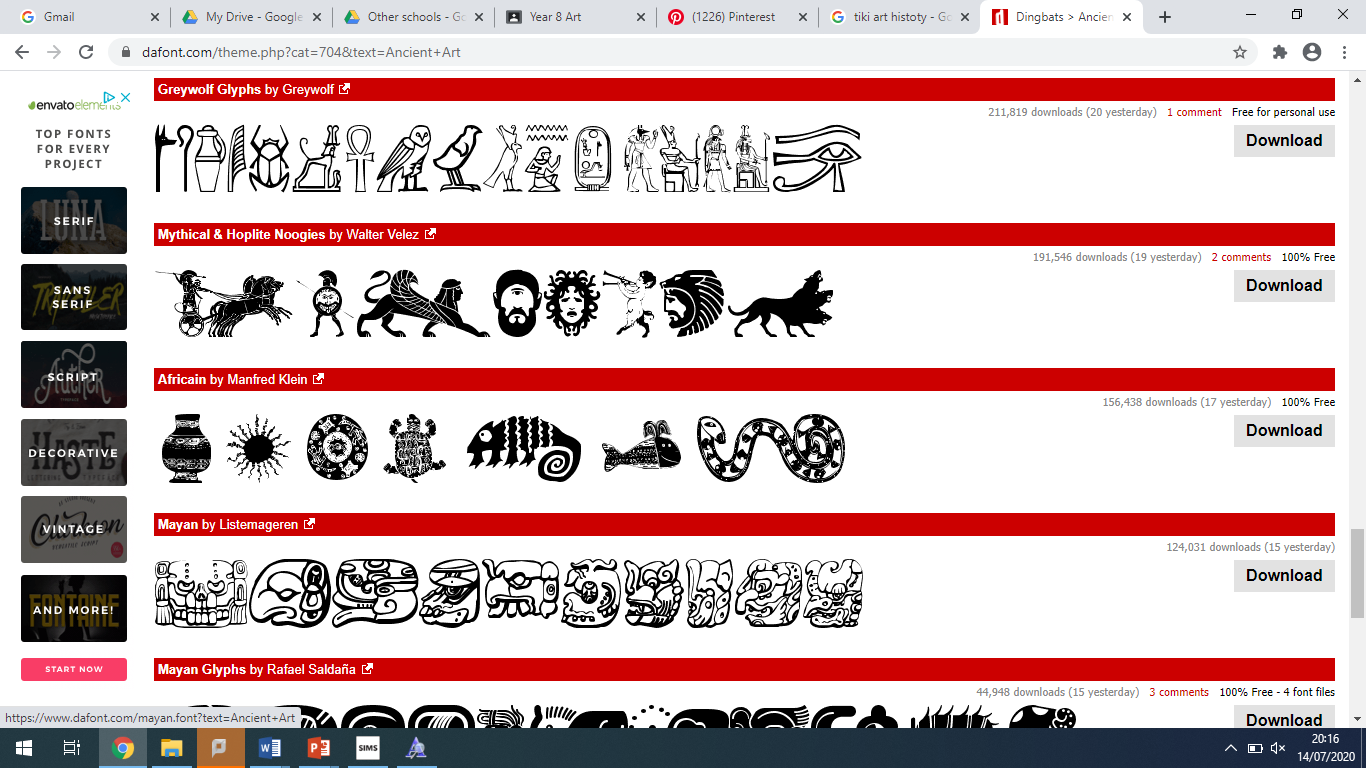 Gmail
My Drive - Google
Other schools - Go
Year 8 Art
(1226) Pinterest
tiki art histoty - Go
Dingbats > Ancien
dafont.com/theme.php?cat=704&text=Ancient+Art
envatoelements
TOP FONTS
FOR EVERY
PROJECT
LUNA
SERIF
SANS
SERIF
Author
SCRIPT
HASTE
DECORATIVE
VINTAGE
FONTAINE
AND MORE!
START NOW
Greywolf Glyphs by Greywolf
211,819 downloads (20 yesterday) 1 comment Free for personal use
Download
Mythical & Hoplite Noogies by Walter Velez
191,546 downloads (19 yesterday) 2 comments 100% Free
Download
Africain by Manfred Klein
156,438 downloads (17 yesterday) 100% Free
Download
Mayan by Listemageren
124,031 downloads (15 yesterday)
Download
Mayan Glyphs by Rafael Saldaña
44,948 downloads (15 yesterday) 3 comments 100% Free - 4 font files
Download
https://www.dafont.com/mayan.font?text=Ancient+Art
SIMS
20:16
14/07/2020